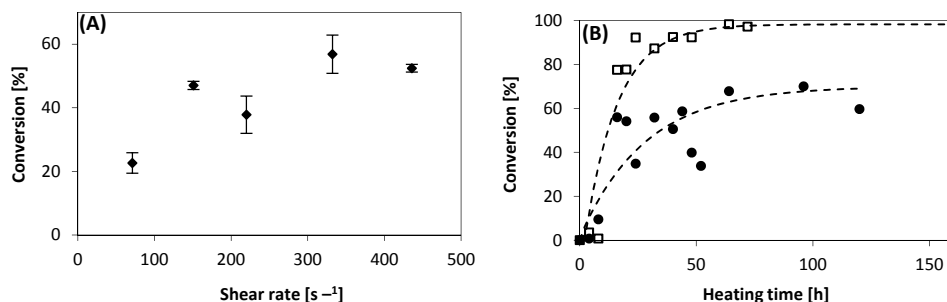 (A)
Conversion [%]
60
40
20
0
0 100 200 300 400 500
Shear rate [s –1]
(B)
Conversion [%]
100
80
60
40
20
0
0 50 100 150
Heating time [h]